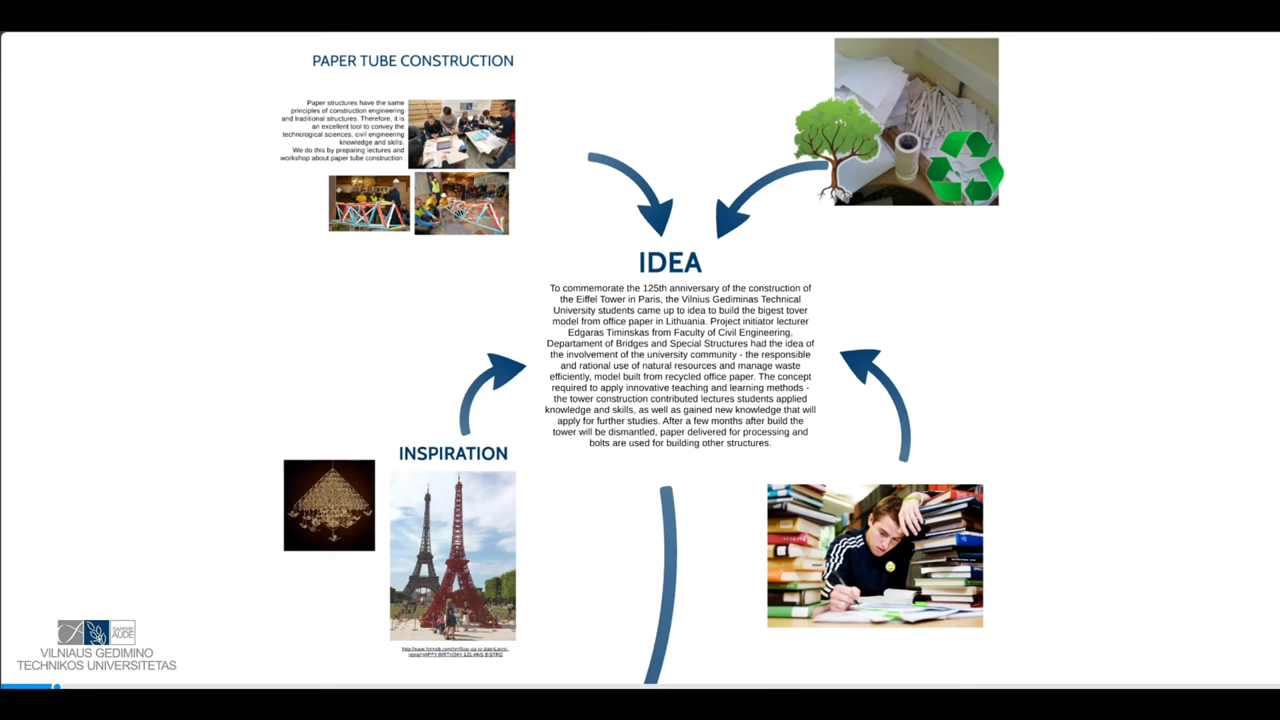 PAPER TUBE CONSTRUCTION
Paper structures have the same
principles of construction engineering
and traditional structures. Therefore, it is
an excellent tool to convey the
technological sciences, civil engineering
knowledge and skills.
We do this by preparing lectures and
workshop about paper tube construction .
IDEA
To commemorate the 125th anniversary of the construction of
the Eiffel Tower in Paris, the Vilnius Gediminas Technical
University students came up to idea to build the bigest tover
model from office paper in Lithuania. Project initiator lecturer
Edgaras Timinskas from Faculty of Civil Engineering.
Departament of Bridges and Special Structures had the idea of
the involvement of the university community - the responsible
and rational use of natural resources and manage waste
efficiently, model built from recycled office paper. The concept
required to apply innovative teaching and learning methods -
the tower construction contributed lectures students applied
knowledge and skills, as well as gained new knowledge that will
apply for further studies. After a few months after build the
tower will be dismantled, paper delivered for processing and
bolts are used for building other structures.
INSPIRATION
SAPERE
AUDE
VILNIAUS GEDIMINO
TECHNIKOS UNIVERSITETAS